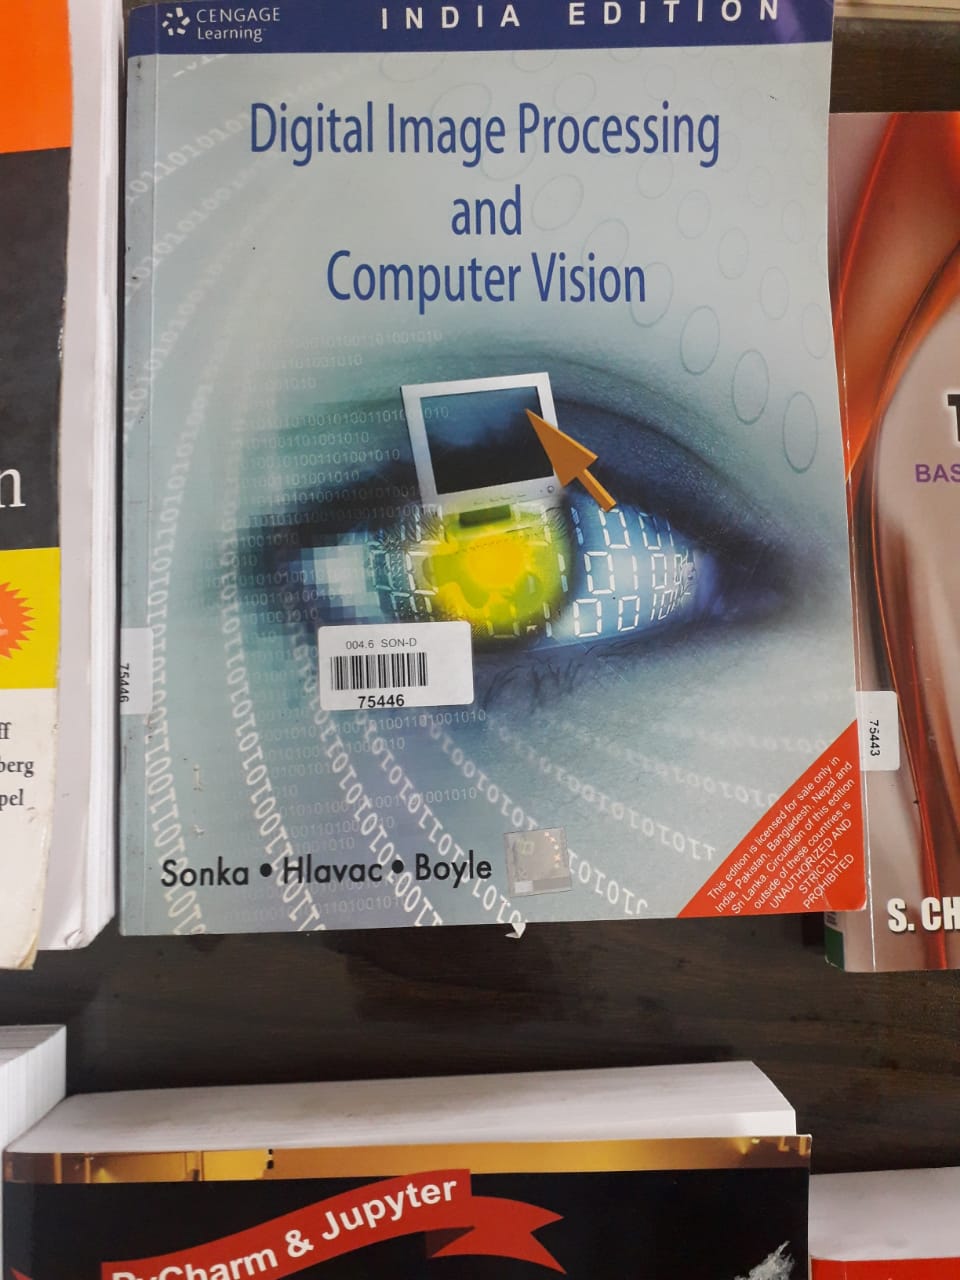 CENGAGE
Learning
INDIA EDITION
Digital Image Processing
and
Computer Vision
004.6 SON-D
75446
75446
Sonka • Hlavac • Boyle
This edition is licensed for sale only in
India, Pakistan, Bangladesh, Nepal and
Sri Lanka. Circulation of this edition
outside of these countries is
UNAUTHORIZED AND
STRICTLY
PROHIBITED
n
ff
berg
pel
BAS
75443
S. CH
PyCharm & Jupyter